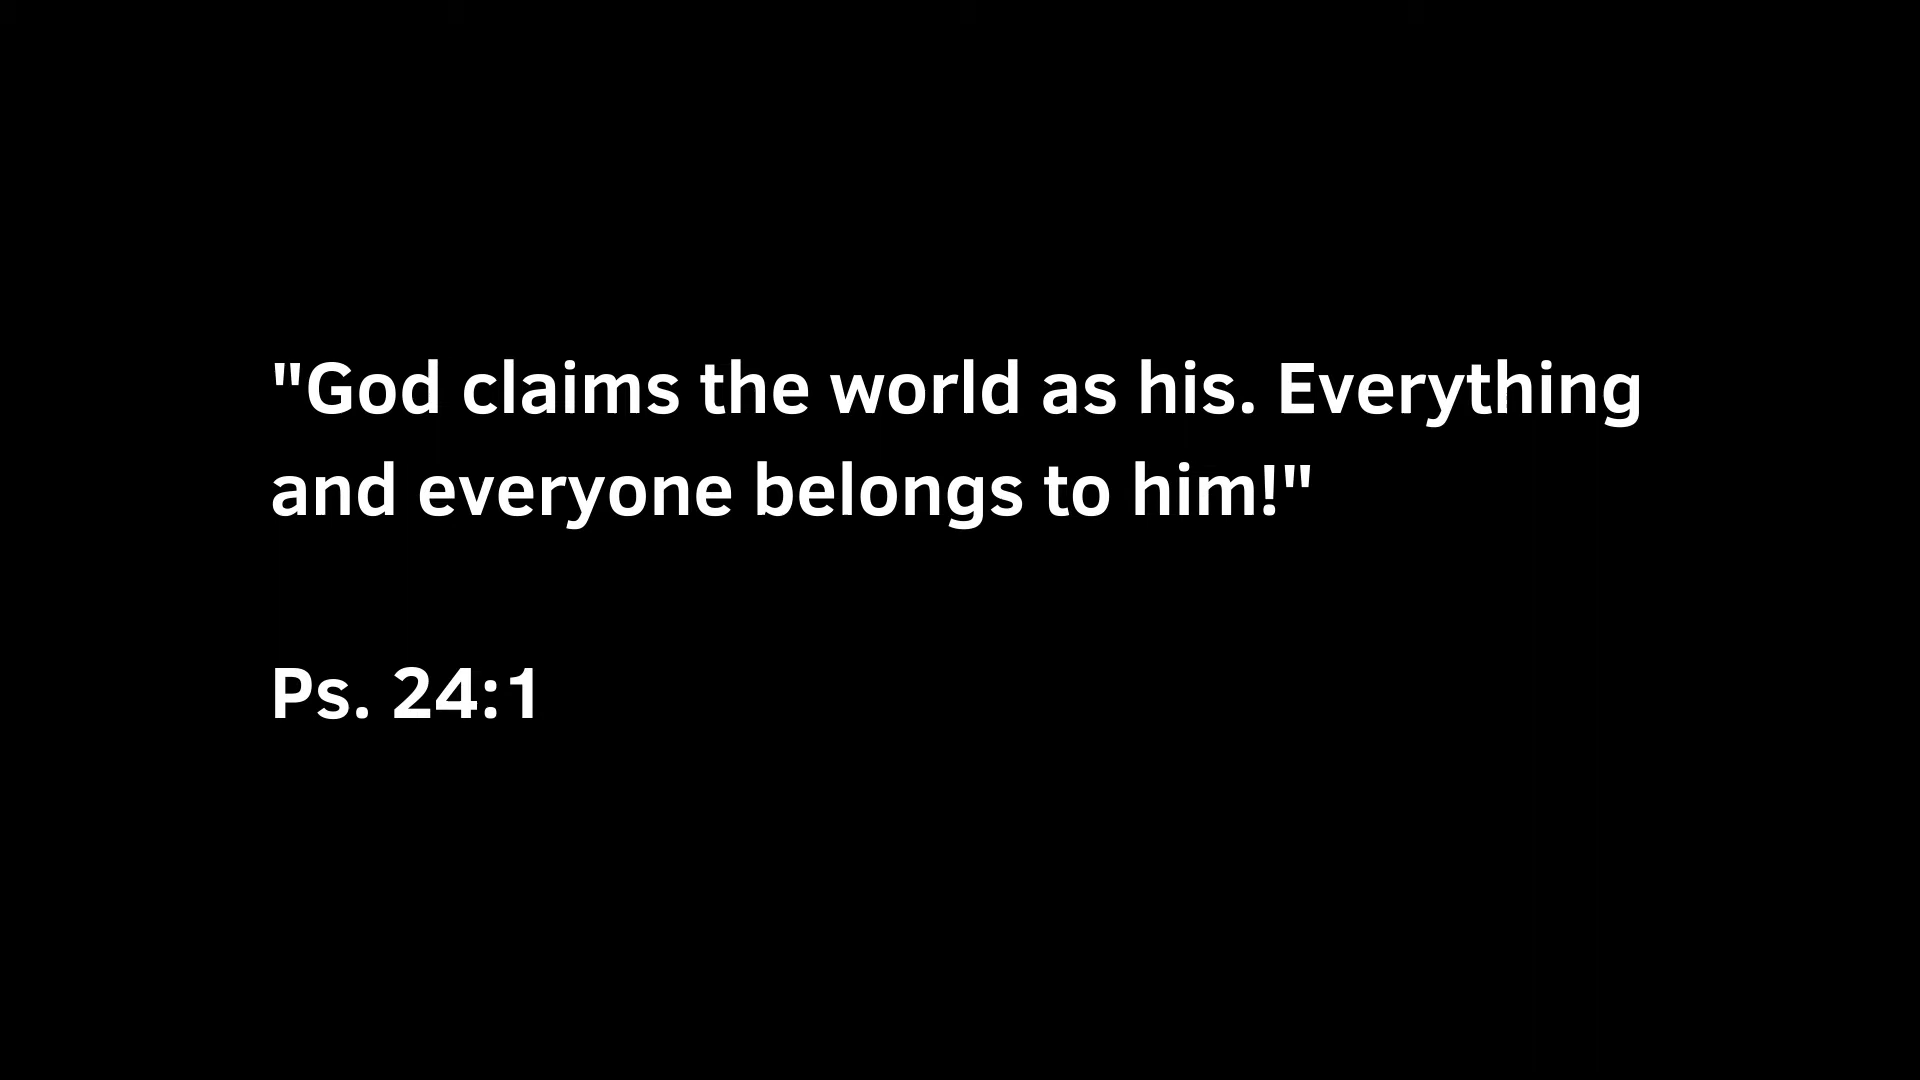 "God claims the world as his. Everything
and everyone belongs to him!"
Ps. 24:1